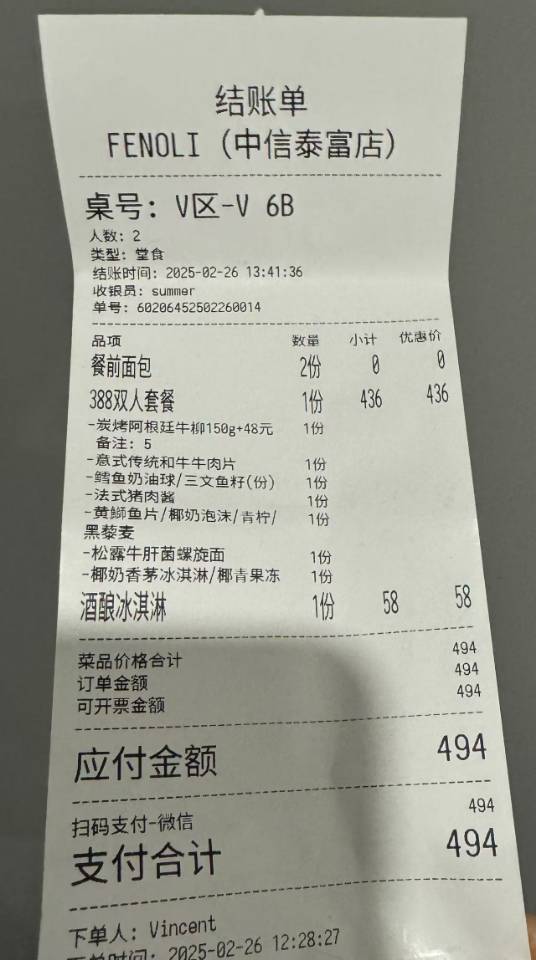 结账单
FENOLI (中信泰富店)
桌号: V区-V 6B
人数: 2
类型: 堂食
结账时间: 2025-02-26 13:41:36
收银员: summer
单号: 60206452502260014
品项 数量 小计 优惠价
餐前面包 2份 0 0
388双人套餐 1份 436 436
-炭烤阿根廷牛柳150g+48元 1份
备注: 5
-意式传统和牛牛肉片 1份
-鳕鱼奶油球/三文鱼籽(份) 1份
-法式猪肉酱 1份
-黄鰤鱼片/椰奶泡沫/青柠/ 1份
黑藜麦
-松露牛肝菌螺旋面 1份
-椰奶香茅冰淇淋/椰青果冻 1份
酒酿冰淇淋 1份 58 58
菜品价格合计 494
订单金额 494
可开票金额 494
应付金额 494
扫码支付-微信 494
支付合计 494
下单人: Vincent
下单时间: 2025-02-26 12:28:27